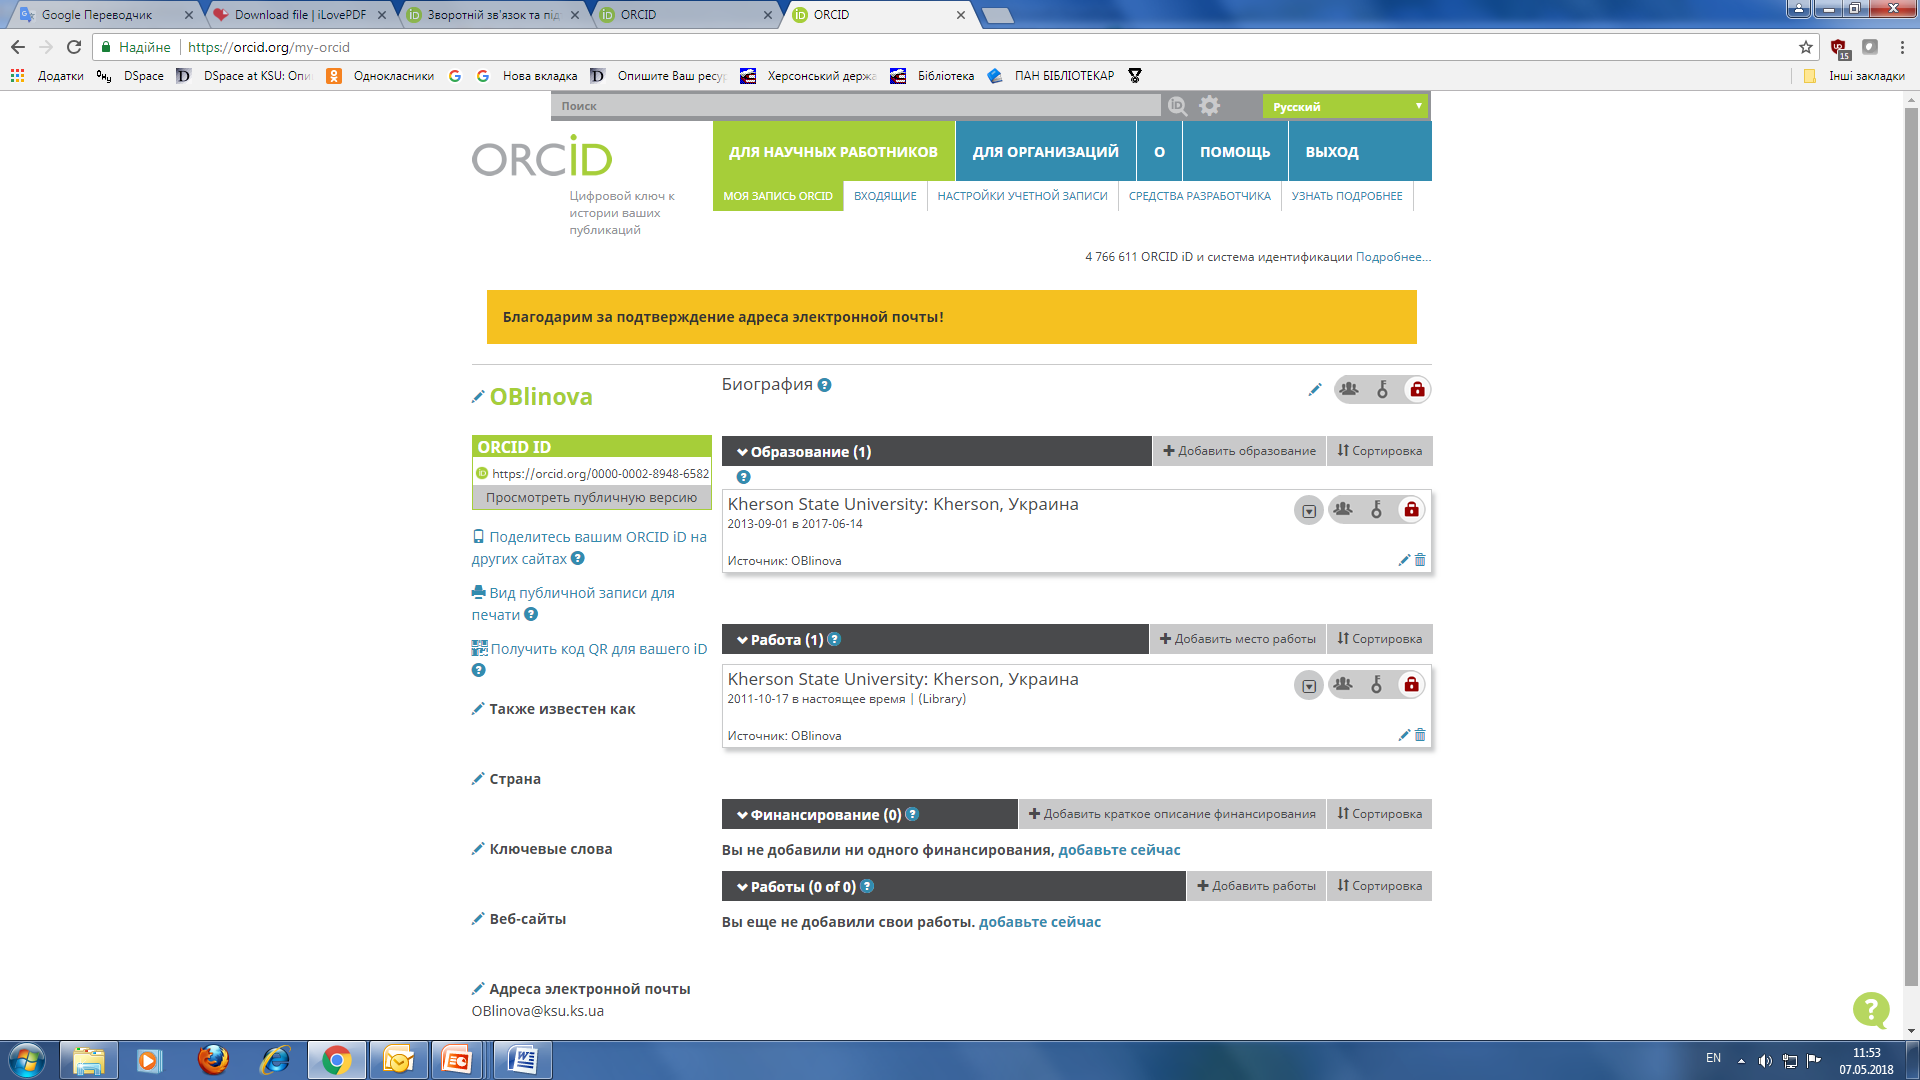 Google Переводчик
Download file | iLovePDF
Зворотній зв'язок та під
ORCID
ORCID
Надійне
https://orcid.org/my-orcid
15
Додатки
DSpace
DSpace at KSU: Опи
Однокласники
Нова вкладка
Опишите Ваш ресу
Херсонський держа
Бібліотека
ПАН БІБЛІОТЕКАР
Інші закладки
Поиск
Русский
ORCID
Цифровой ключ к
истории ваших
публикаций
ДЛЯ НАУЧНЫХ РАБОТНИКОВ
ДЛЯ ОРГАНИЗАЦИЙ
О
ПОМОЩЬ
ВЫХОД
МОЯ ЗАПИСЬ ORCID
ВХОДЯЩИЕ
НАСТРОЙКИ УЧЕТНОЙ ЗАПИСИ
СРЕДСТВА РАЗРАБОТЧИКА
УЗНАТЬ ПОДРОБНЕЕ
4 766 611 ORCID iD и система идентификации Подробнее...
Благодарим за подтверждение адреса электронной почты!
OBlinova
ORCID ID
https://orcid.org/0000-0002-8948-6582
Просмотреть публичную версию
Поделитесь вашим ORCID iD на
других сайтах
Вид публичной записи для
печати
Получить код QR для вашего iD
Также известен как
Страна
Ключевые слова
Веб-сайты
Адреса электронной почты
OBlinova@ksu.ks.ua
Биография
Образование (1)
Добавить образование
Сортировка
Kherson State University: Kherson, Украина
2013-09-01 в 2017-06-14
Источник: OBlinova
Работа (1)
Добавить место работы
Сортировка
Kherson State University: Kherson, Украина
2011-10-17 в настоящее время | (Library)
Источник: OBlinova
Финансирование (0)
Добавить краткое описание финансирования
Сортировка
Вы не добавили ни одного финансирования, добавьте сейчас
Работы (0 of 0)
Добавить работы
Сортировка
Вы еще не добавили свои работы. добавьте сейчас
EN
11:53
07.05.2018